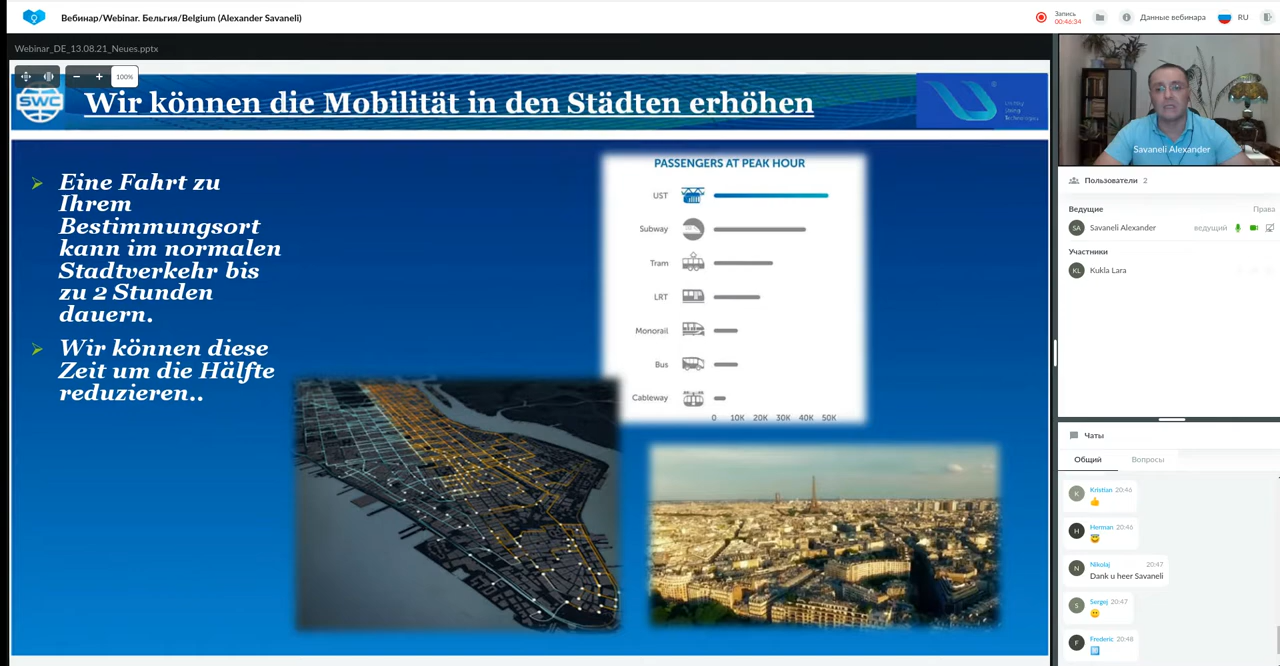 Вебинар/Webinar. Бельгия/Belgium (Alexander Savaneli)
Запись
00:46:34
Данные вебинара
RU
Webinar_DE_13.08.21_Neues.pptx
100%
SWC
Wir können die Mobilität in den Städten erhöhen
Unitsky
String
Technologies
Eine Fahrt zu
Ihrem
Bestimmungsort
kann im normalen
Stadtverkehr bis
zu 2 Stunden
dauern.
Wir können diese
Zeit um die Hälfte
reduzieren..
PASSENGERS AT PEAK HOUR
UST
Subway
Tram
LRT
Monorail
Bus
Cableway
0 10K 20K 30K 40K 50K
Savaneli Alexander
Пользователи 2
Ведущие Права
SA Savaneli Alexander ведущий
Участники
KL Kukla Lara
Чаты
Общий Вопросы
K Kristian 20:46
👍
H Herman 20:46
😇
N Nikolaj 20:47
Dank u heer Savaneli
S Sergej 20:47
🙂
F Frederic 20:48